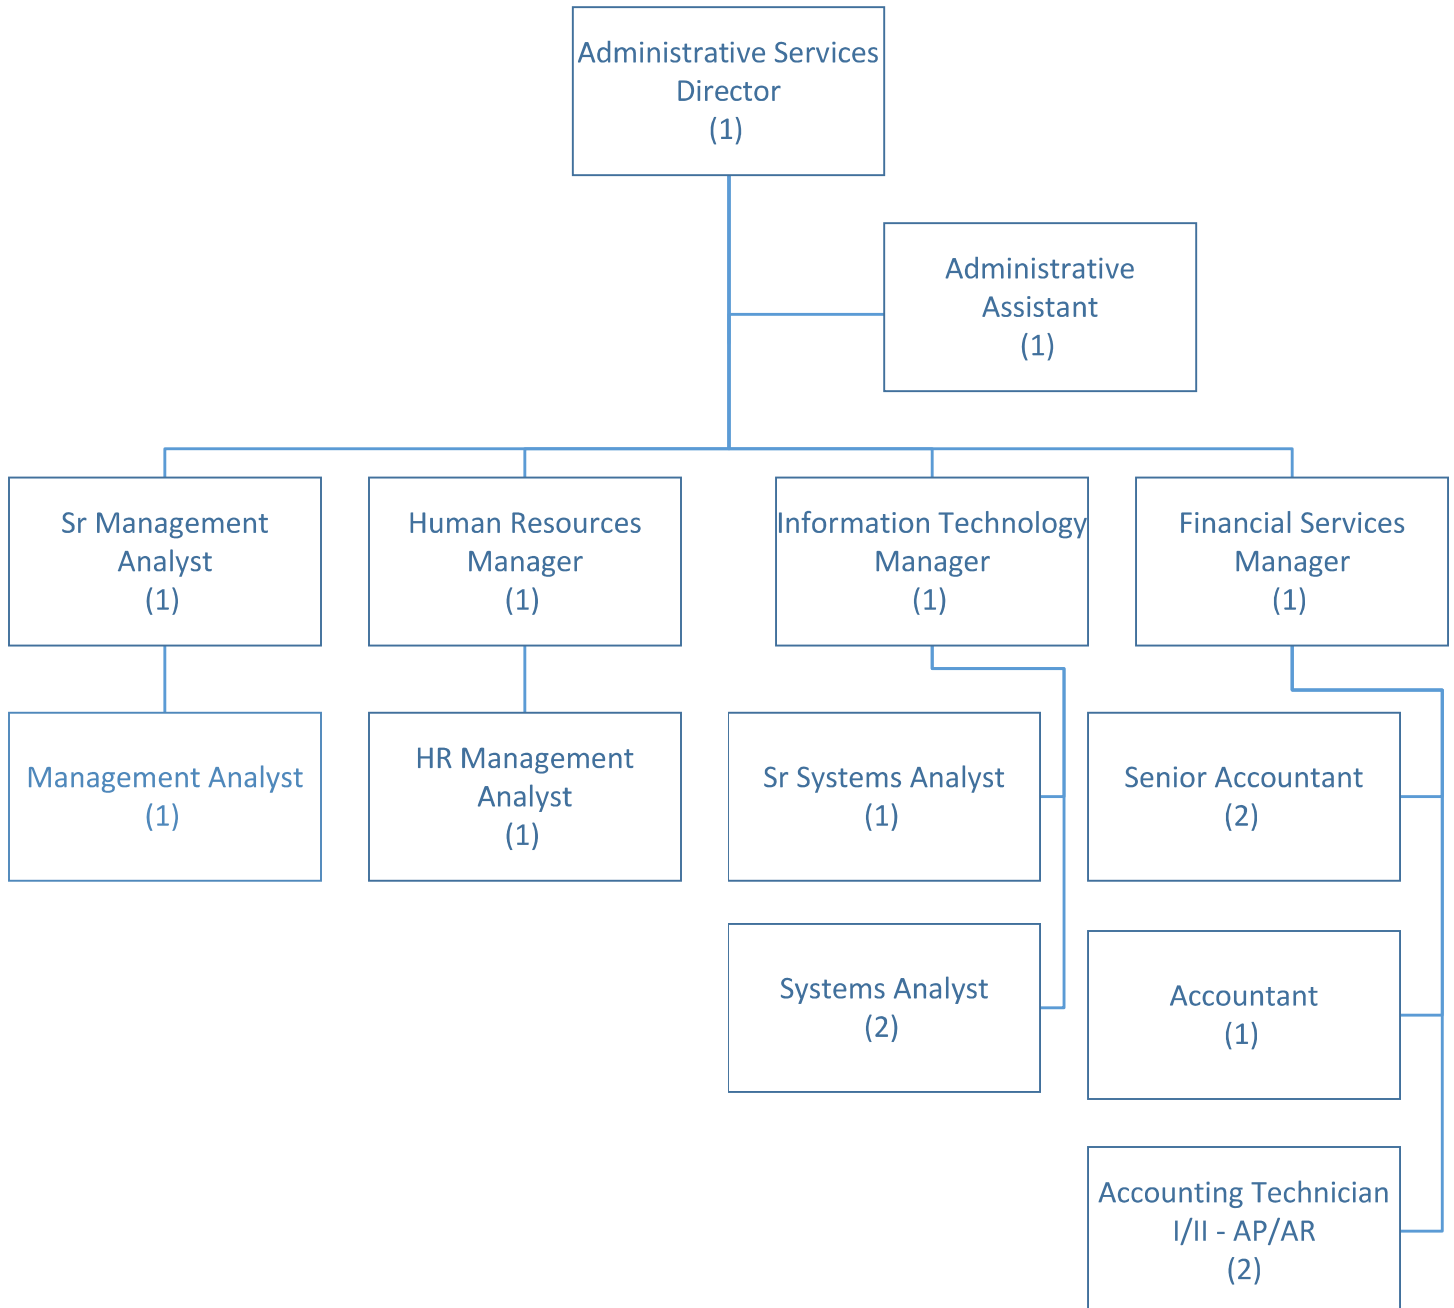 Administrative Services
Director
(1)
Administrative
Assistant
(1)
Sr Management
Analyst
(1)
Human Resources
Manager
(1)
Information Technology
Manager
(1)
Financial Services
Manager
(1)
Management Analyst
(1)
HR Management
Analyst
(1)
Sr Systems Analyst
(1)
Senior Accountant
(2)
Systems Analyst
(2)
Accountant
(1)
Accounting Technician
I/II - AP/AR
(2)